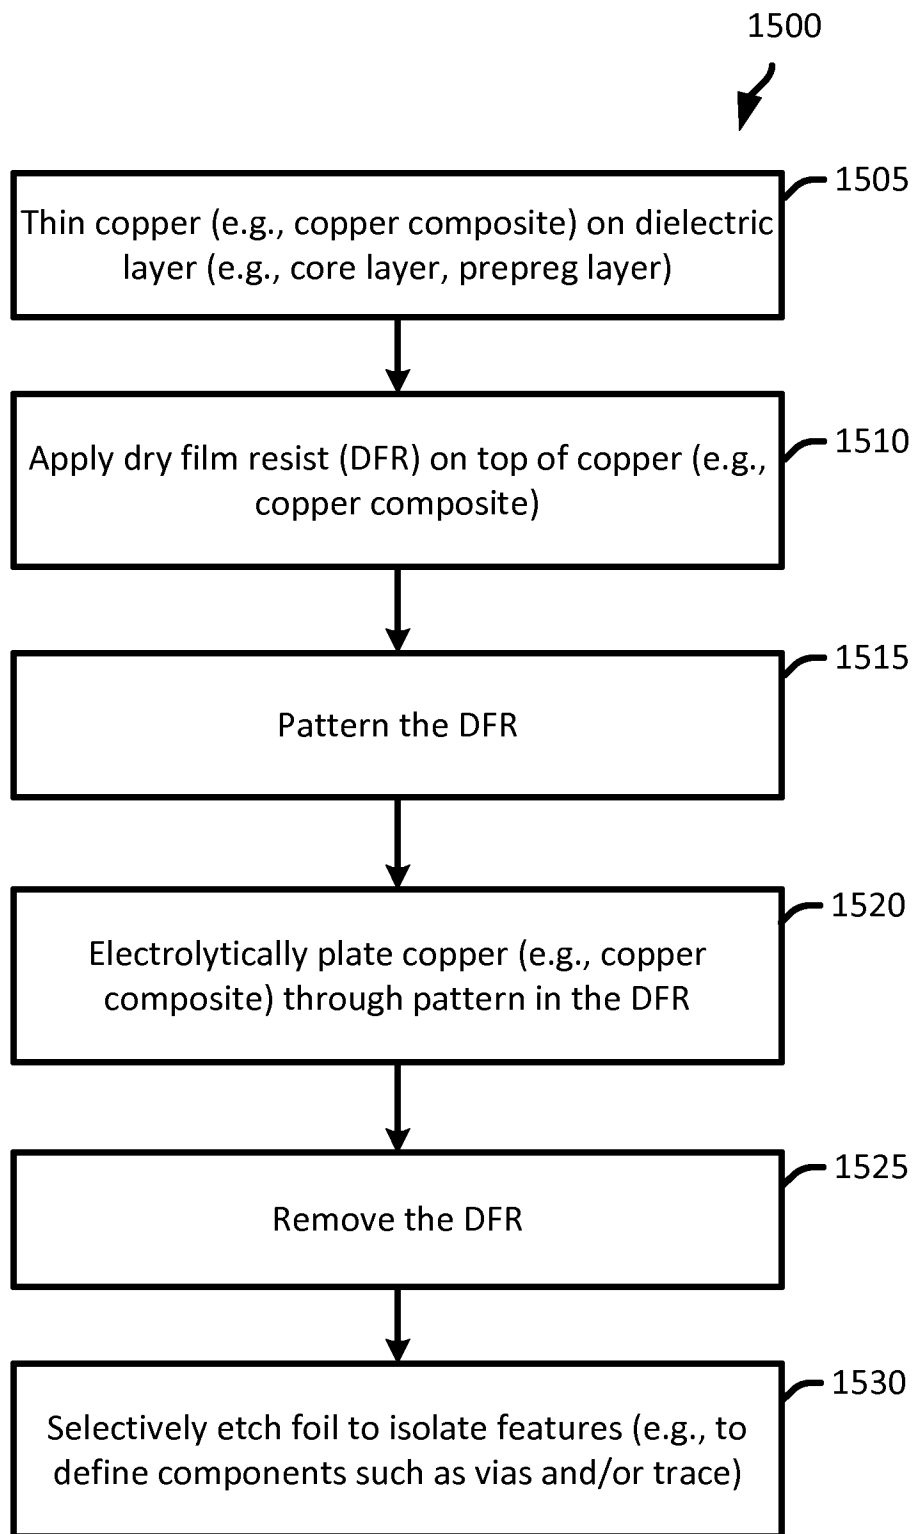 1500
1505
Thin copper (e.g., copper composite) on dielectric
layer (e.g., core layer, prepreg layer)
1510
Apply dry film resist (DFR) on top of copper (e.g.,
copper composite)
1515
Pattern the DFR
1520
Electrolytically plate copper (e.g., copper
composite) through pattern in the DFR
1525
Remove the DFR
1530
Selectively etch foil to isolate features (e.g., to
define components such as vias and/or trace)